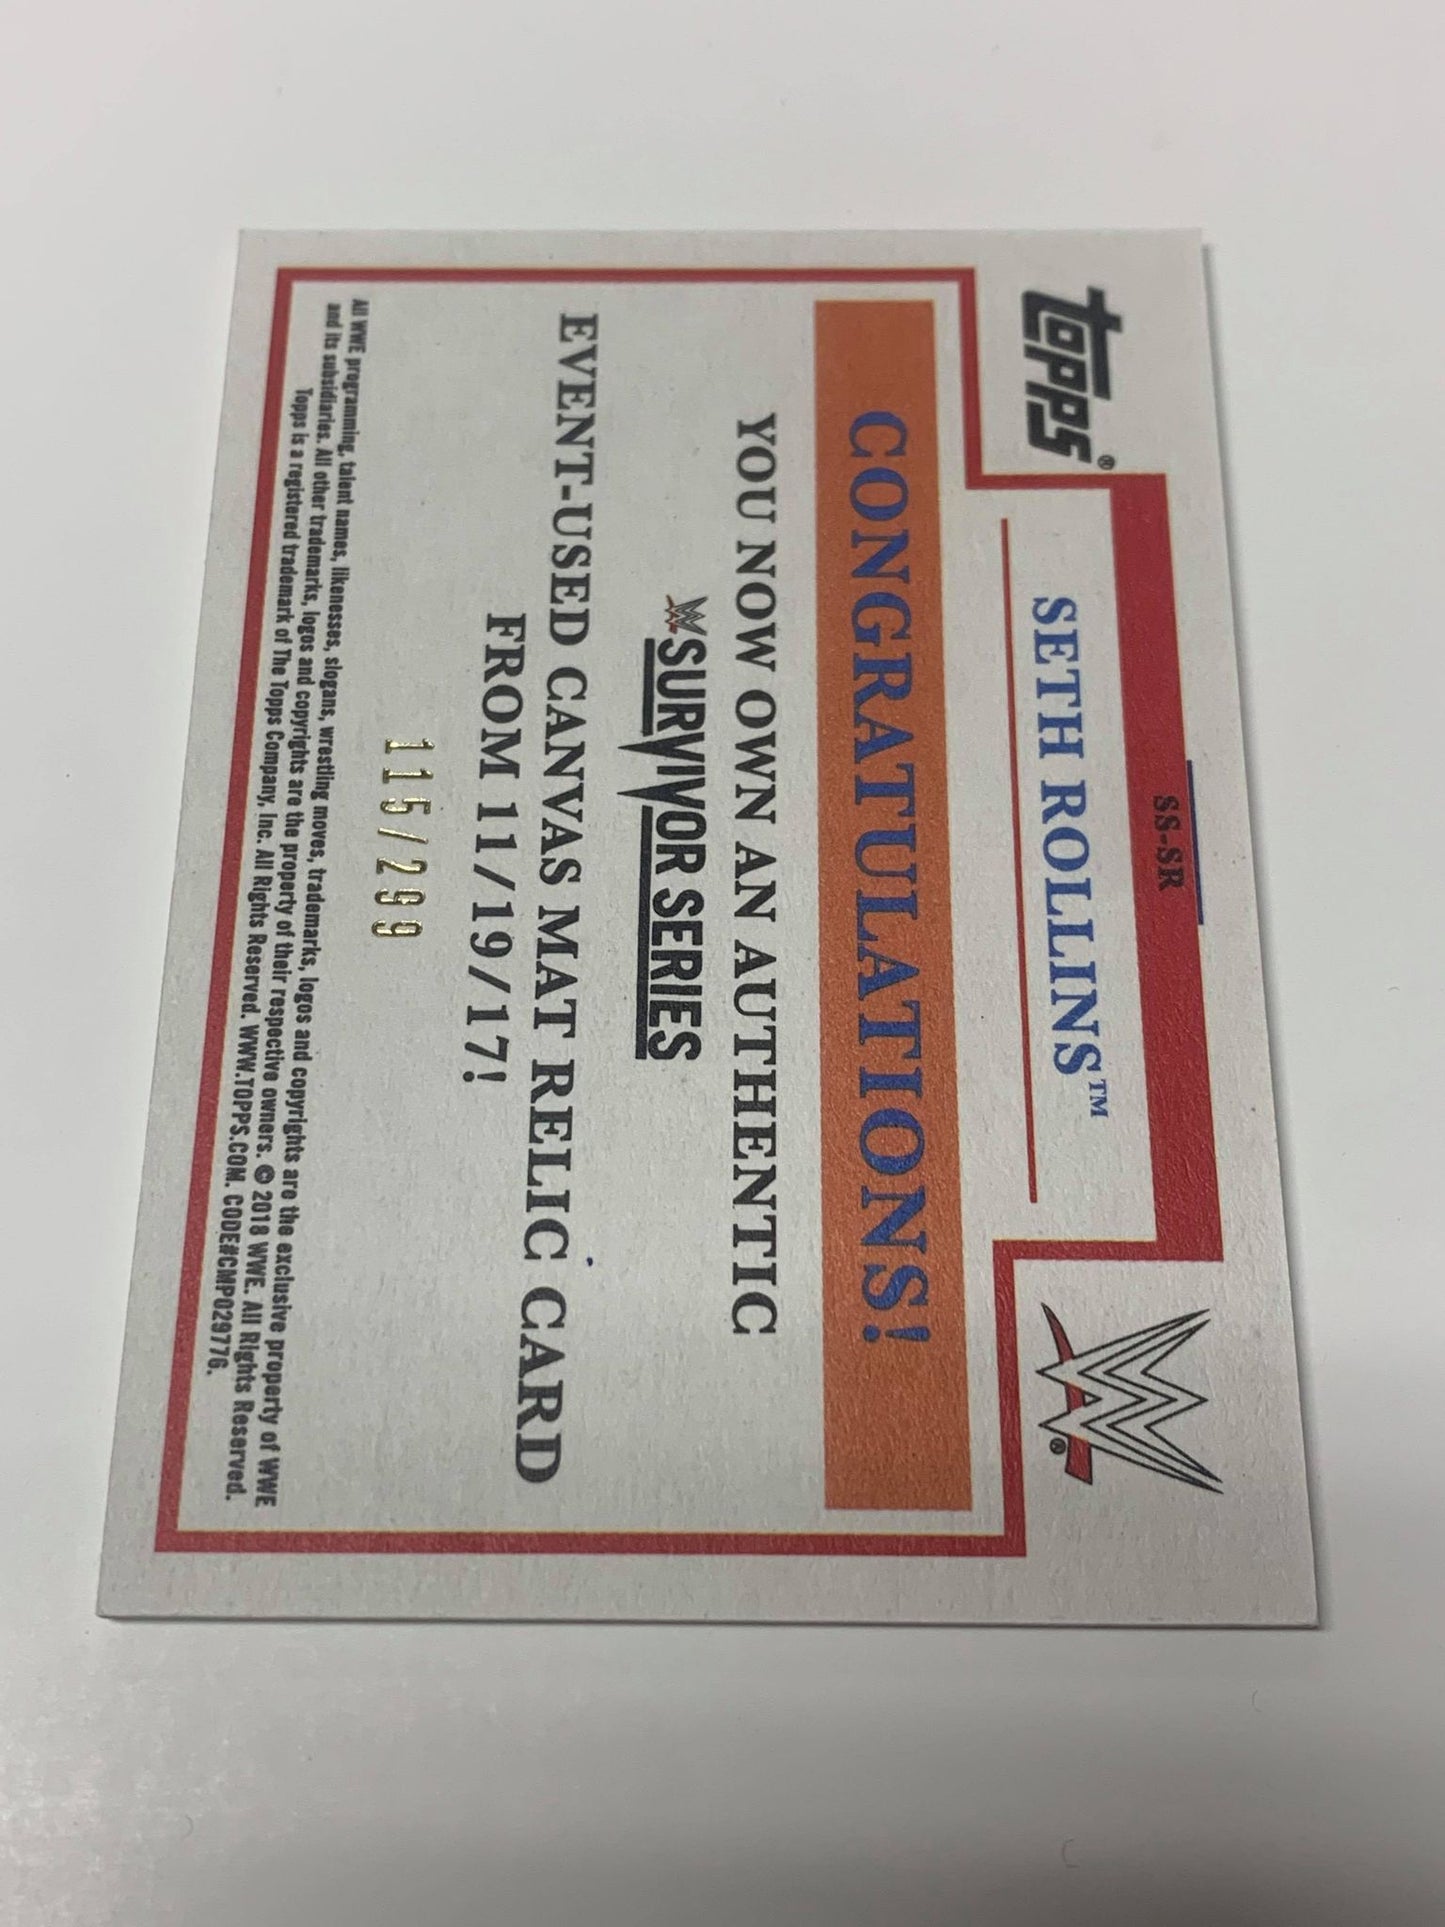 SS-SR
topps®
SETH ROLLINS™
W®
CONGRATULATIONS!
YOU NOW OWN AN AUTHENTIC
W SURVIVOR SERIES
EVENT-USED CANVAS MAT RELIC CARD
FROM 11/19/17!
115/299
All WWE programming, talent names, likenesses, slogans, wrestling moves, trademarks, logos and copyrights are the exclusive property of WWE
and its subsidiaries. All other trademarks, logos and copyrights are the property of their respective owners. © 2018 WWE. All Rights Reserved.
Topps is a registered trademark of The Topps Company, Inc. All Rights Reserved. WWW.TOPPS.COM. CODE#CMP029776.